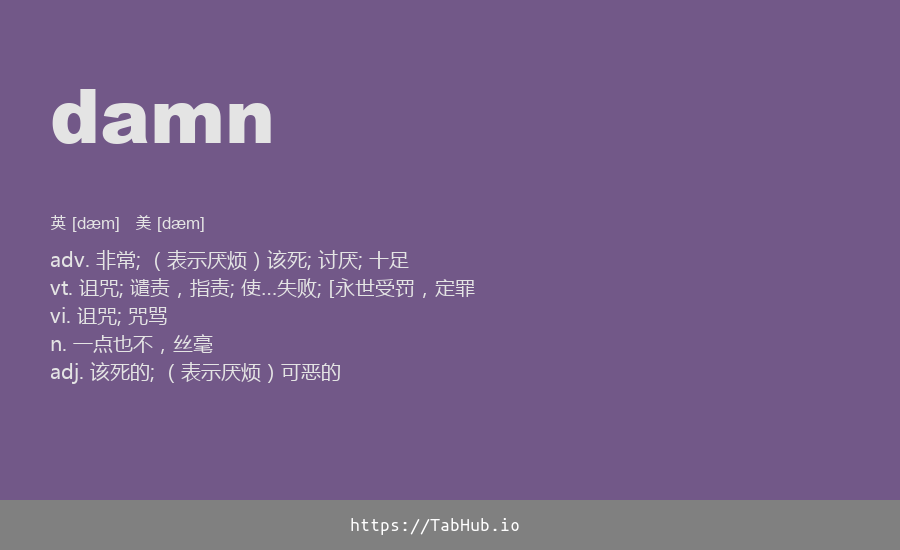 damn
英 [dæm] 美 [dæm]
adv. 非常; （表示厌烦）该死; 讨厌; 十足
vt. 诅咒; 谴责，指责; 使...失败; [永世受罚，定罪
vi. 诅咒; 咒骂
n. 一点也不，丝毫
adj. 该死的; （表示厌烦）可恶的
https://TabHub.io